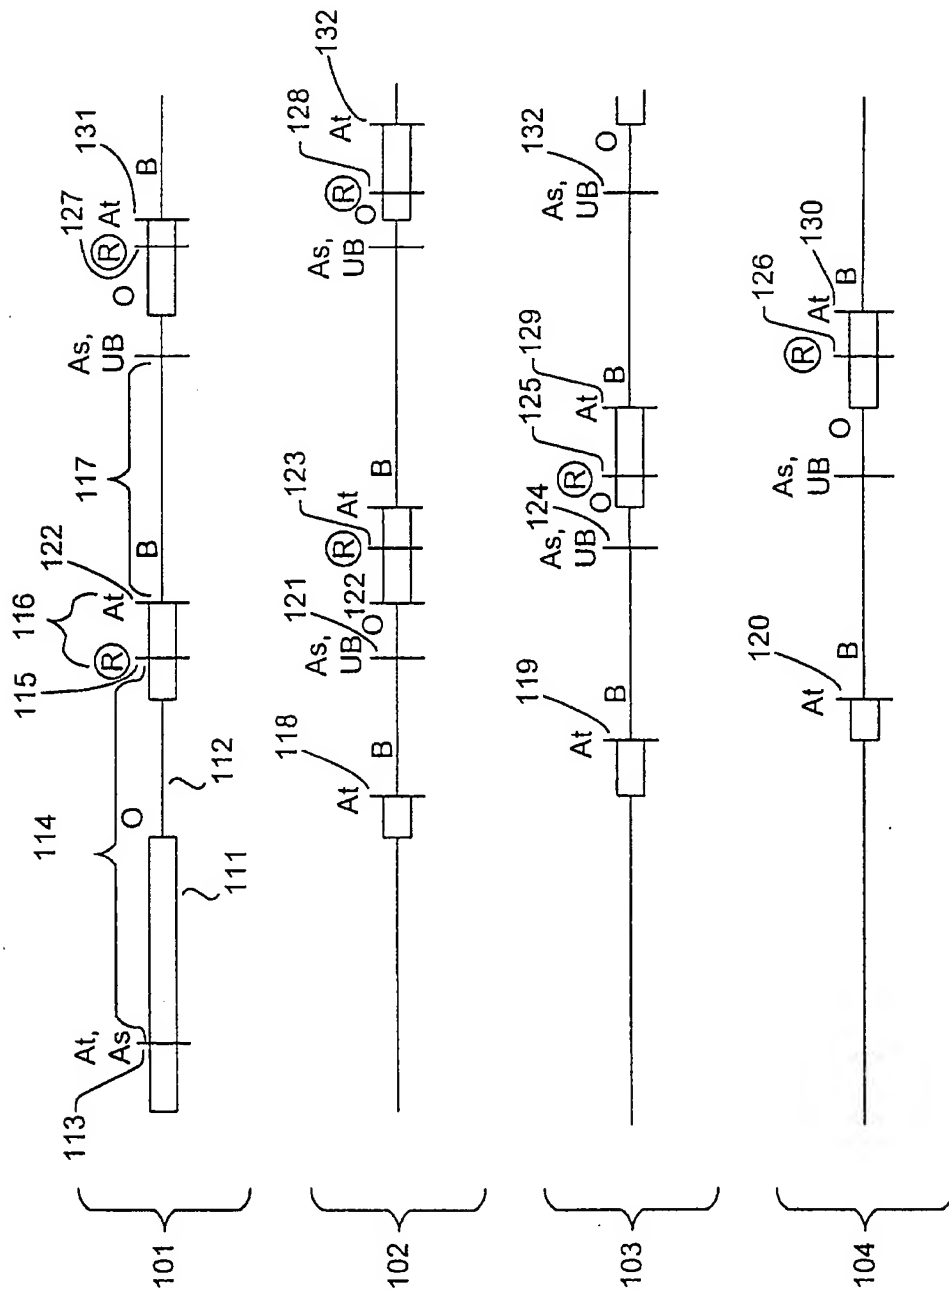 101
113
At,
As
111
114
O
112
115
R
116
At
122
B
117
As,
UB
O
R
127
At
131
B
102
118
At
B
As,
UB
121
O
122
R
123
At
B
As,
UB
O
R
128
At
132
103
119
At
B
As,
UB
124
O
R
125
At
129
B
As,
UB
132
O
104
120
At
B
As,
UB
O
R
126
At
130
B